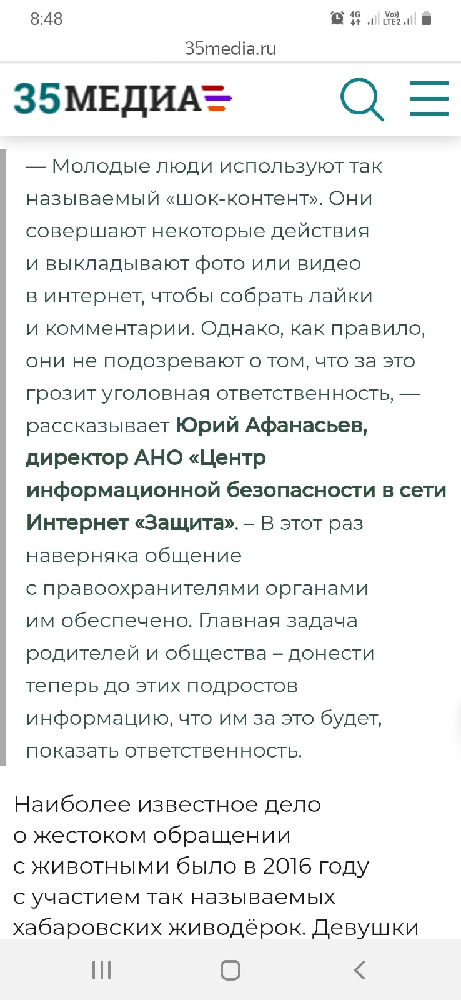 8:48
4G Vo)) LTE2
35media.ru
35МЕДИА
— Молодые люди используют так
называемый «шок-контент». Они
совершают некоторые действия
и выкладывают фото или видео
в интернет, чтобы собрать лайки
и комментарии. Однако, как правило,
они не подозревают о том, что за это
грозит уголовная ответственность, —
рассказывает Юрий Афанасьев,
директор АНО «Центр
информационной безопасности в сети
Интернет «Защита». – В этот раз
наверняка общение
с правоохранителями органами
им обеспечено. Главная задача
родителей и общества – донести
теперь до этих подростов
информацию, что им за это будет,
показать ответственность.
Наиболее известное дело
о жестоком обращении
с животными было в 2016 году
с участием так называемых
хабаровских живодёрок. Девушки